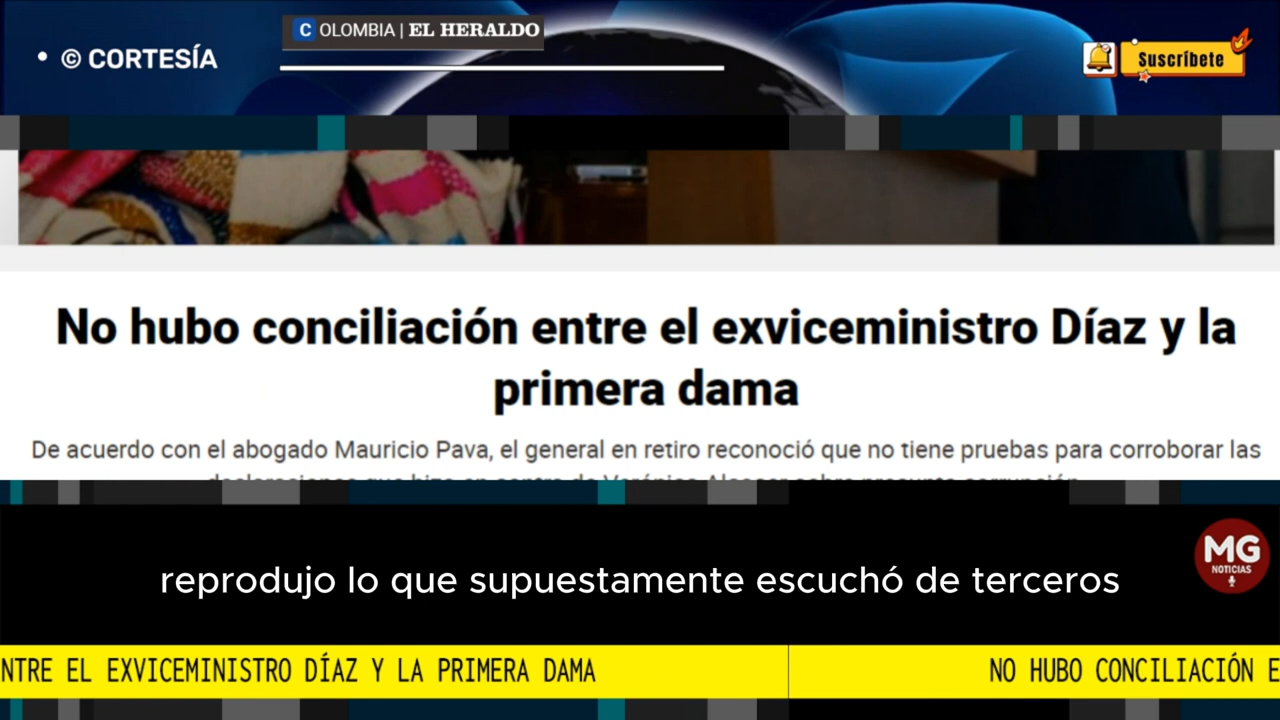 • © CORTESÍA
COLOMBIA | EL HERALDO
Suscríbete
No hubo conciliación entre el exviceministro Díaz y la
primera dama
De acuerdo con el abogado Mauricio Pava, el general en retiro reconoció que no tiene pruebas para corroborar las
reprodujo lo que supuestamente escuchó de terceros
MG
NOTICIAS
NTRE EL EXVICEMINISTRO DÍAZ Y LA PRIMERA DAMA
NO HUBO CONCILIACIÓN E